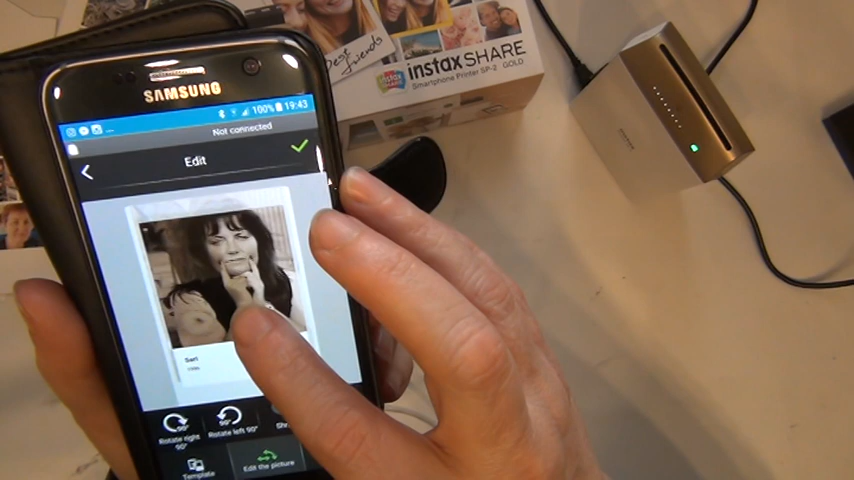 Best Friends
instax SHARE
Smartphone Printer SP-2 GOLD
SAMSUNG
100% 19:43
Not connected
Edit
Sari
Rotate right 90°
Rotate left 90°
Template
Edit the picture